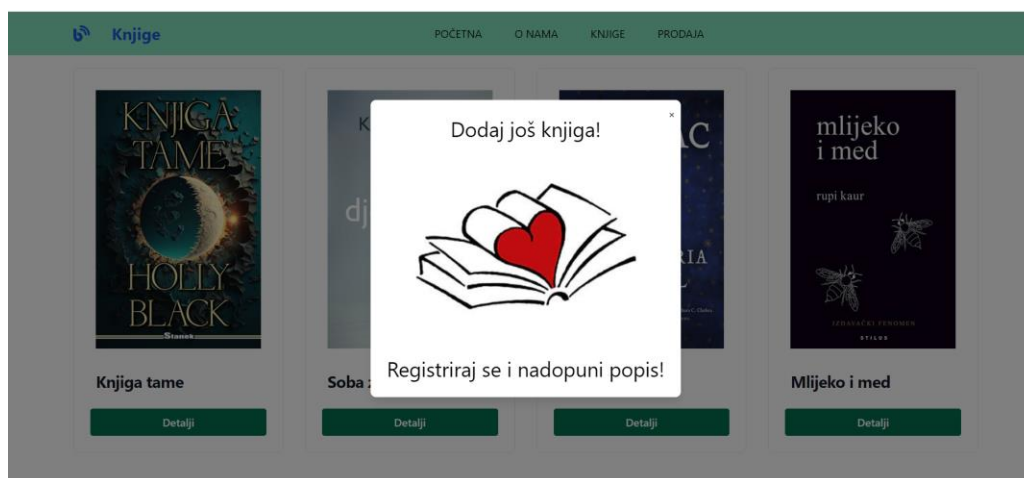 Knjige
POČETNA O NAMA KNJIGE PRODAJA
KNJIGA
TAME
HOLLY
BLACK
Stanek
Knjiga tame
Detalji
Soba
Detalji
Dodaj još knjiga!
Registriraj se i nadopuni popis!
Detalji
mlijeko
i med
rupi kaur
IZDAVAČKI FENOMEN
STILUS
Mlijeko i med
Detalji